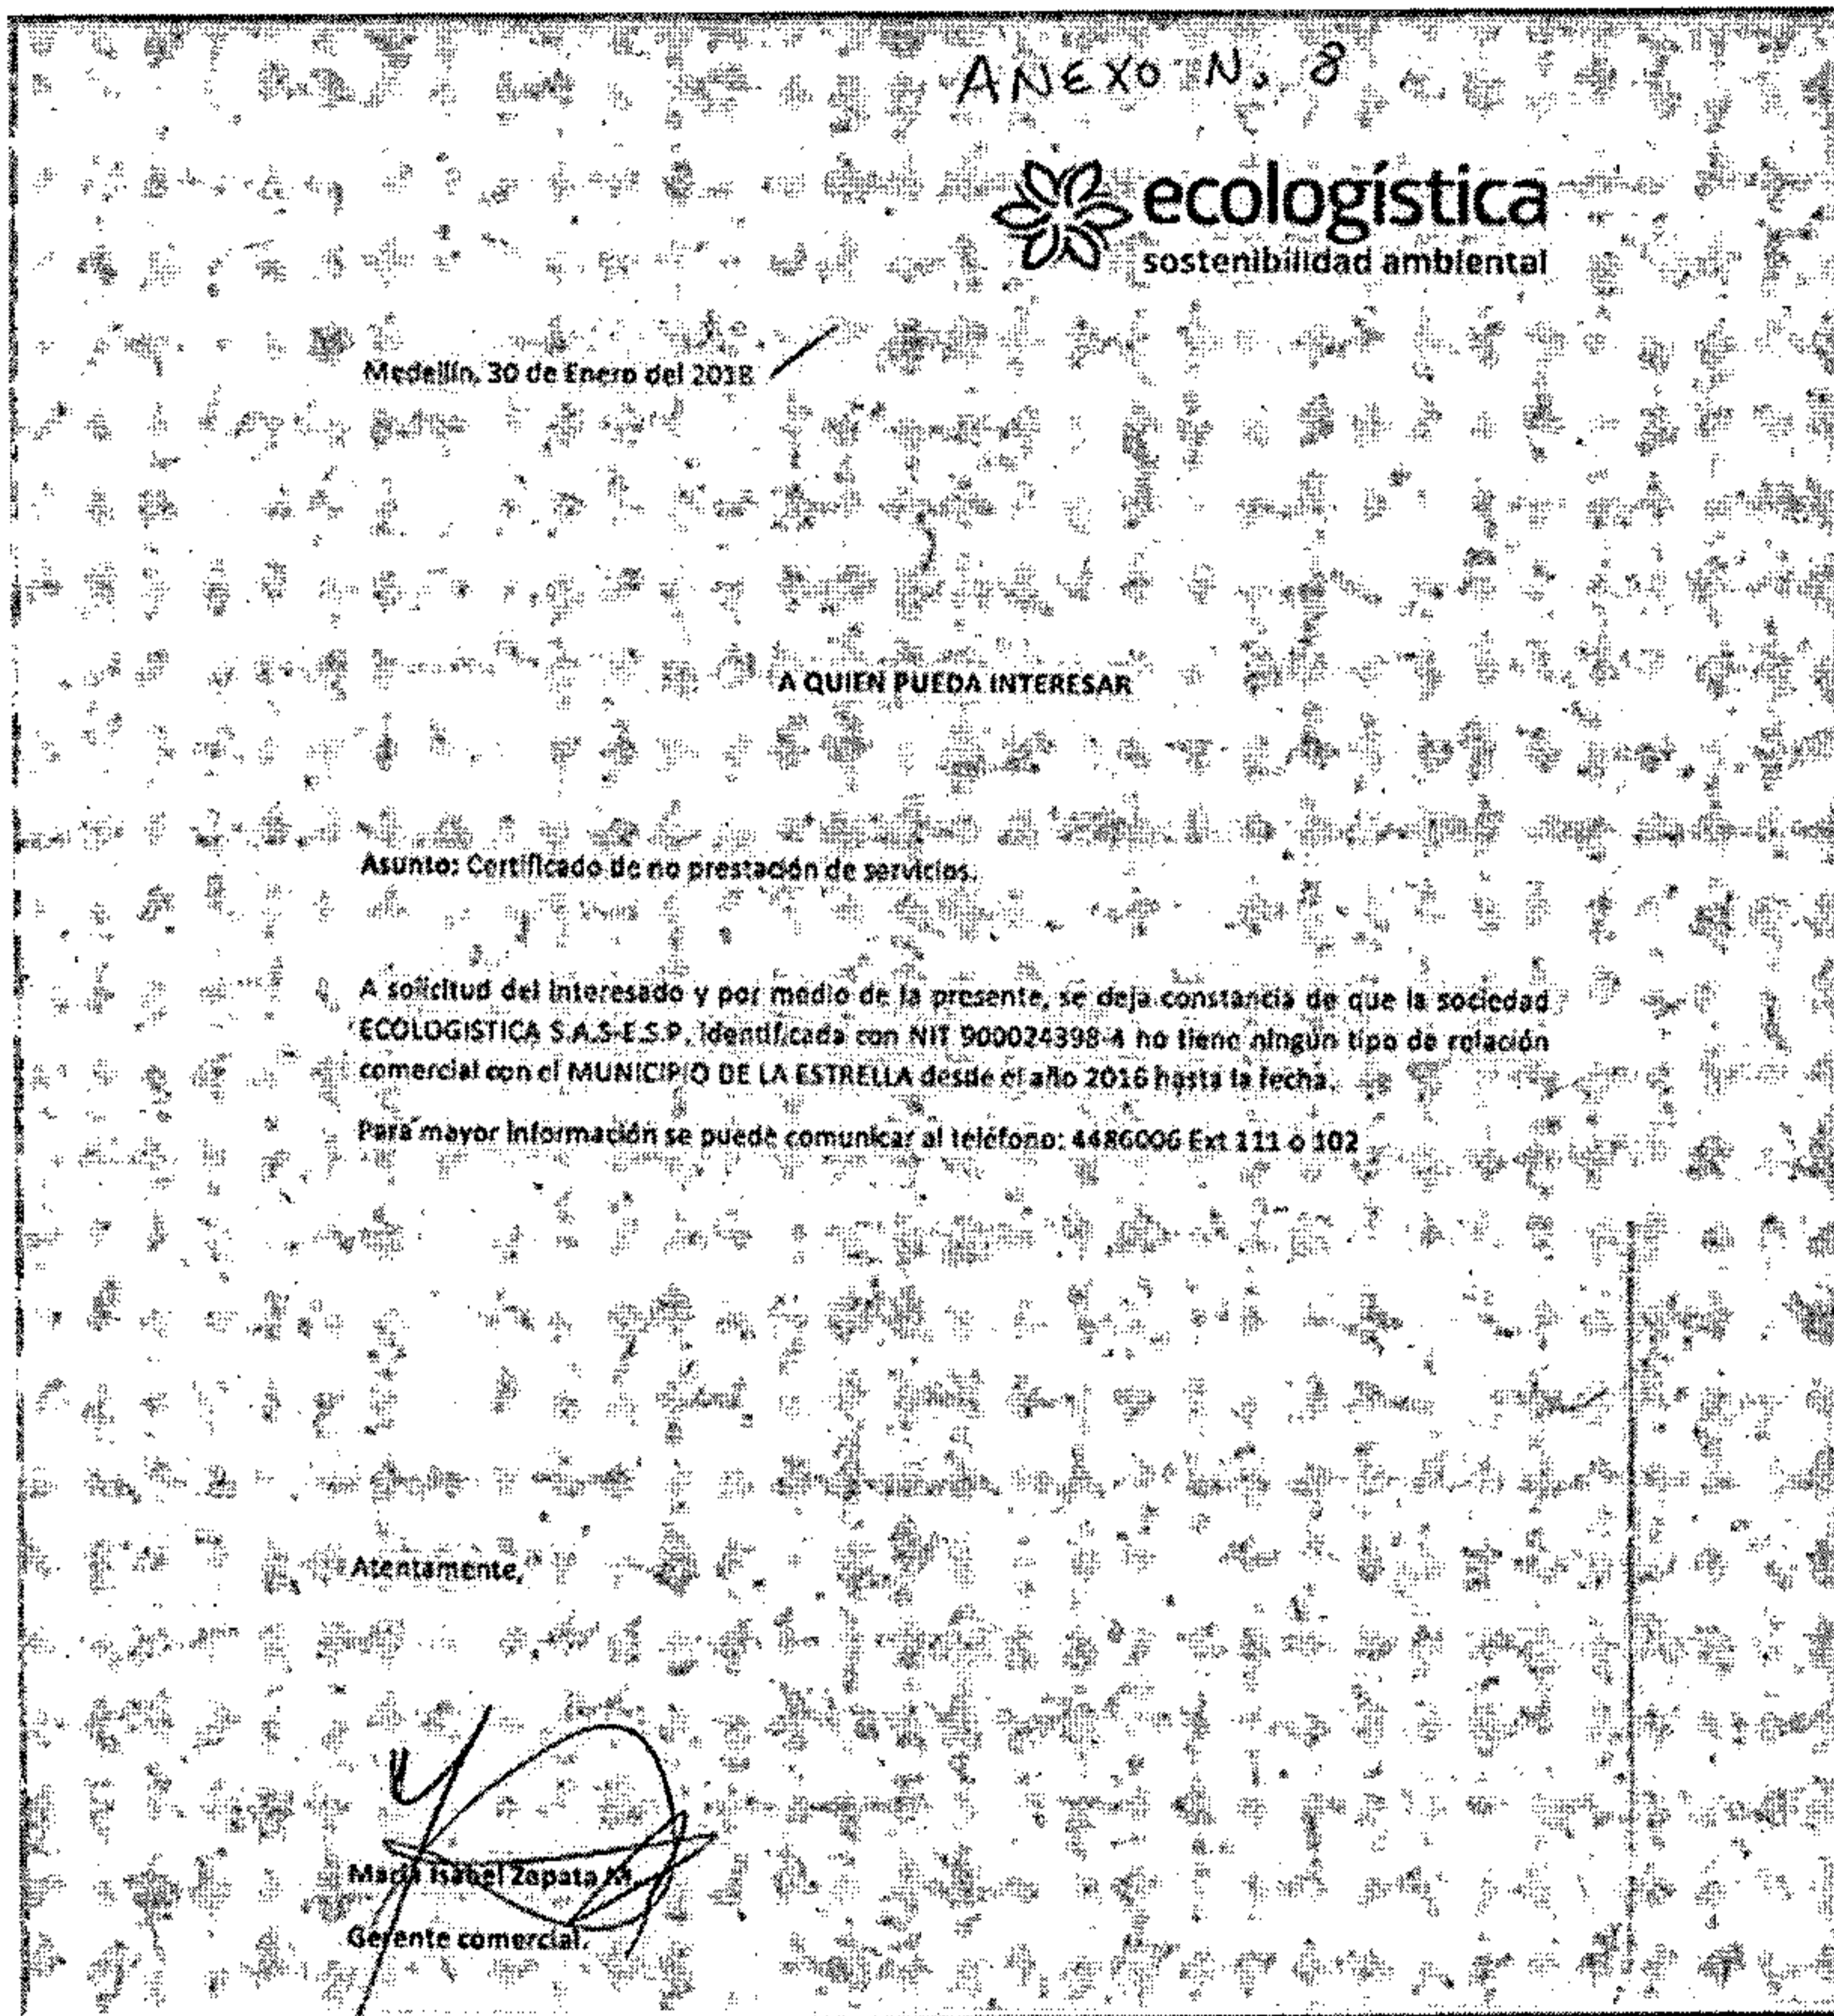 ANEXO N. 8
ecologística
sostenibilidad ambiental
Medellín, 30 de Enero del 2018
A QUIEN PUEDA INTERESAR
Asunto: Certificado de no prestación de servicios.
A solicitud del interesado y por medio de la presente, se deja constancia de que la sociedad
ECOLOGISTICA S.A.S-E.S.P. identificada con NIT 900024398-4 no tiene ningún tipo de relación
comercial con el MUNICIPIO DE LA ESTRELLA desde el año 2016 hasta la fecha.
Para mayor información se puede comunicar al teléfono: 4486006 Ext 111 o 102
Atentamente,
Maria Isabel Zapata M.
Gerente comercial.